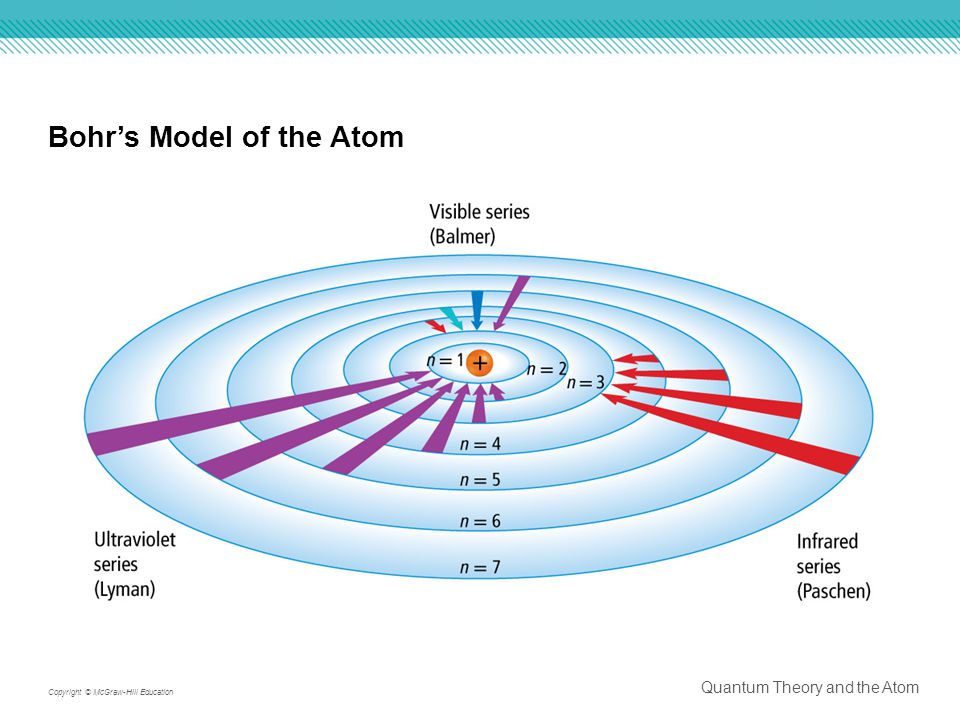 Bohr’s Model of the Atom
Visible series
(Balmer)
n = 1
+
n = 2
n = 3
n = 4
n = 5
n = 6
n = 7
Ultraviolet
series
(Lyman)
Infrared
series
(Paschen)
Copyright © McGraw-Hill Education
Quantum Theory and the Atom